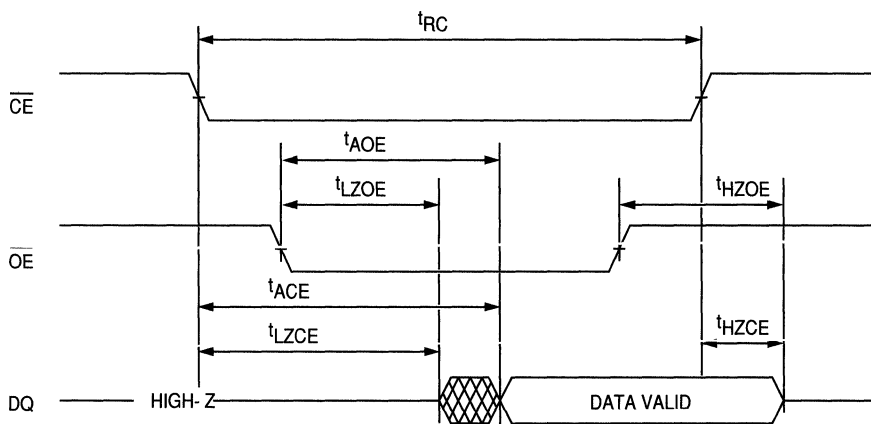 tRC
CE
tAOE
tLZOE
tHZOE
OE
tACE
tLZCE
tHZCE
DQ
HIGH- Z
DATA VALID